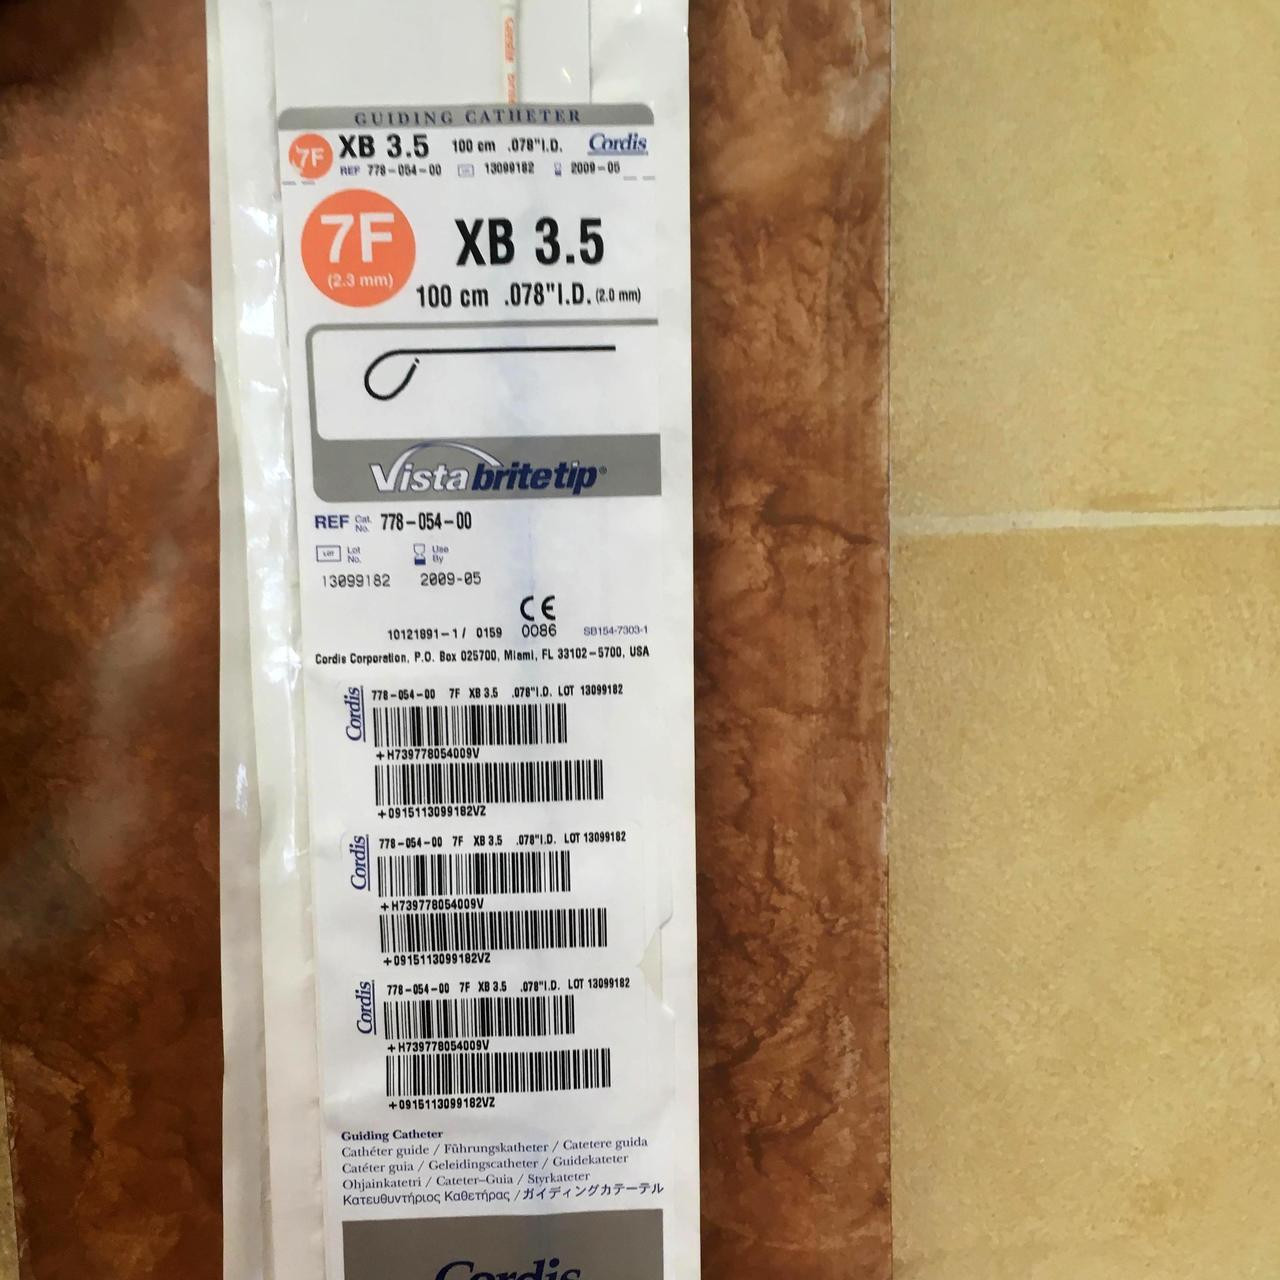 Cordis
GUIDING CATHETER
7F XB 3.5 100 cm .078"I.D. Cordis
REF 778-054-00 LOT 13099182 2009-05
7F
(2.3 mm)
XB 3.5
100 cm .078"I.D. (2.0 mm)
Vista britetip®
REF Cat. No. 778-054-00
LOT Lot No. Use By
13099182 2009-05
CE
10121891-1 / 0159 0086 SB154-7303-1
Cordis Corporation, P.O. Box 025700, Miami, FL 33102-5700, USA
Cordis
778-054-00 7F XB 3.5 .078"I.D. LOT 13099182
+H739778054009V
+0915113099182VZ
Cordis
778-054-00 7F XB 3.5 .078"I.D. LOT 13099182
+H739778054009V
+0915113099182VZ
Cordis
778-054-00 7F XB 3.5 .078"I.D. LOT 13099182
+H739778054009V
+0915113099182VZ
Guiding Catheter
Cathéter guide / Führungskatheter / Catetere guida
Catéter guia / Geleidingscatheter / Guidekateter
Ohjainkatetri / Cateter-Guia / Styrkateter
Κατευθυντήριος Καθετήρας / ガイディングカテーテル
Cordis